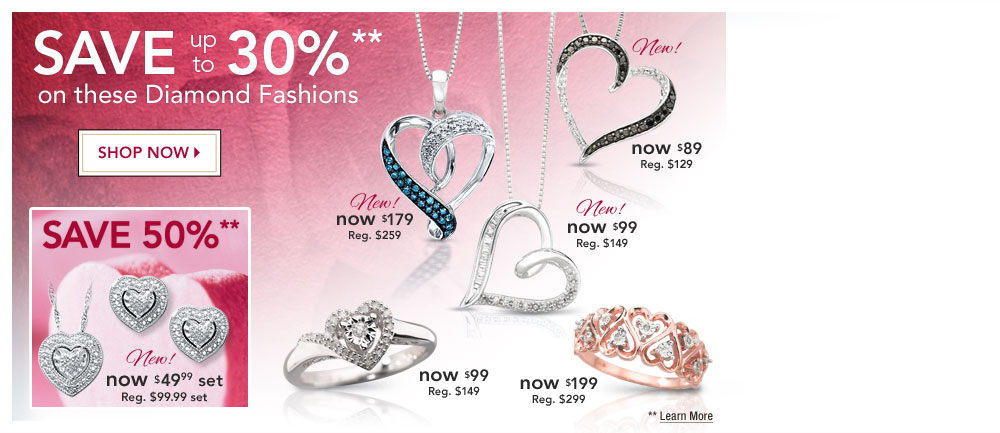 SAVE up to 30%**
on these Diamond Fashions
SHOP NOW
New!
now $89
Reg. $129
New!
now $179
Reg. $259
New!
now $99
Reg. $149
SAVE 50%**
New!
now $49⁹⁹ set
Reg. $99.99 set
now $99
Reg. $149
now $199
Reg. $299
** Learn More